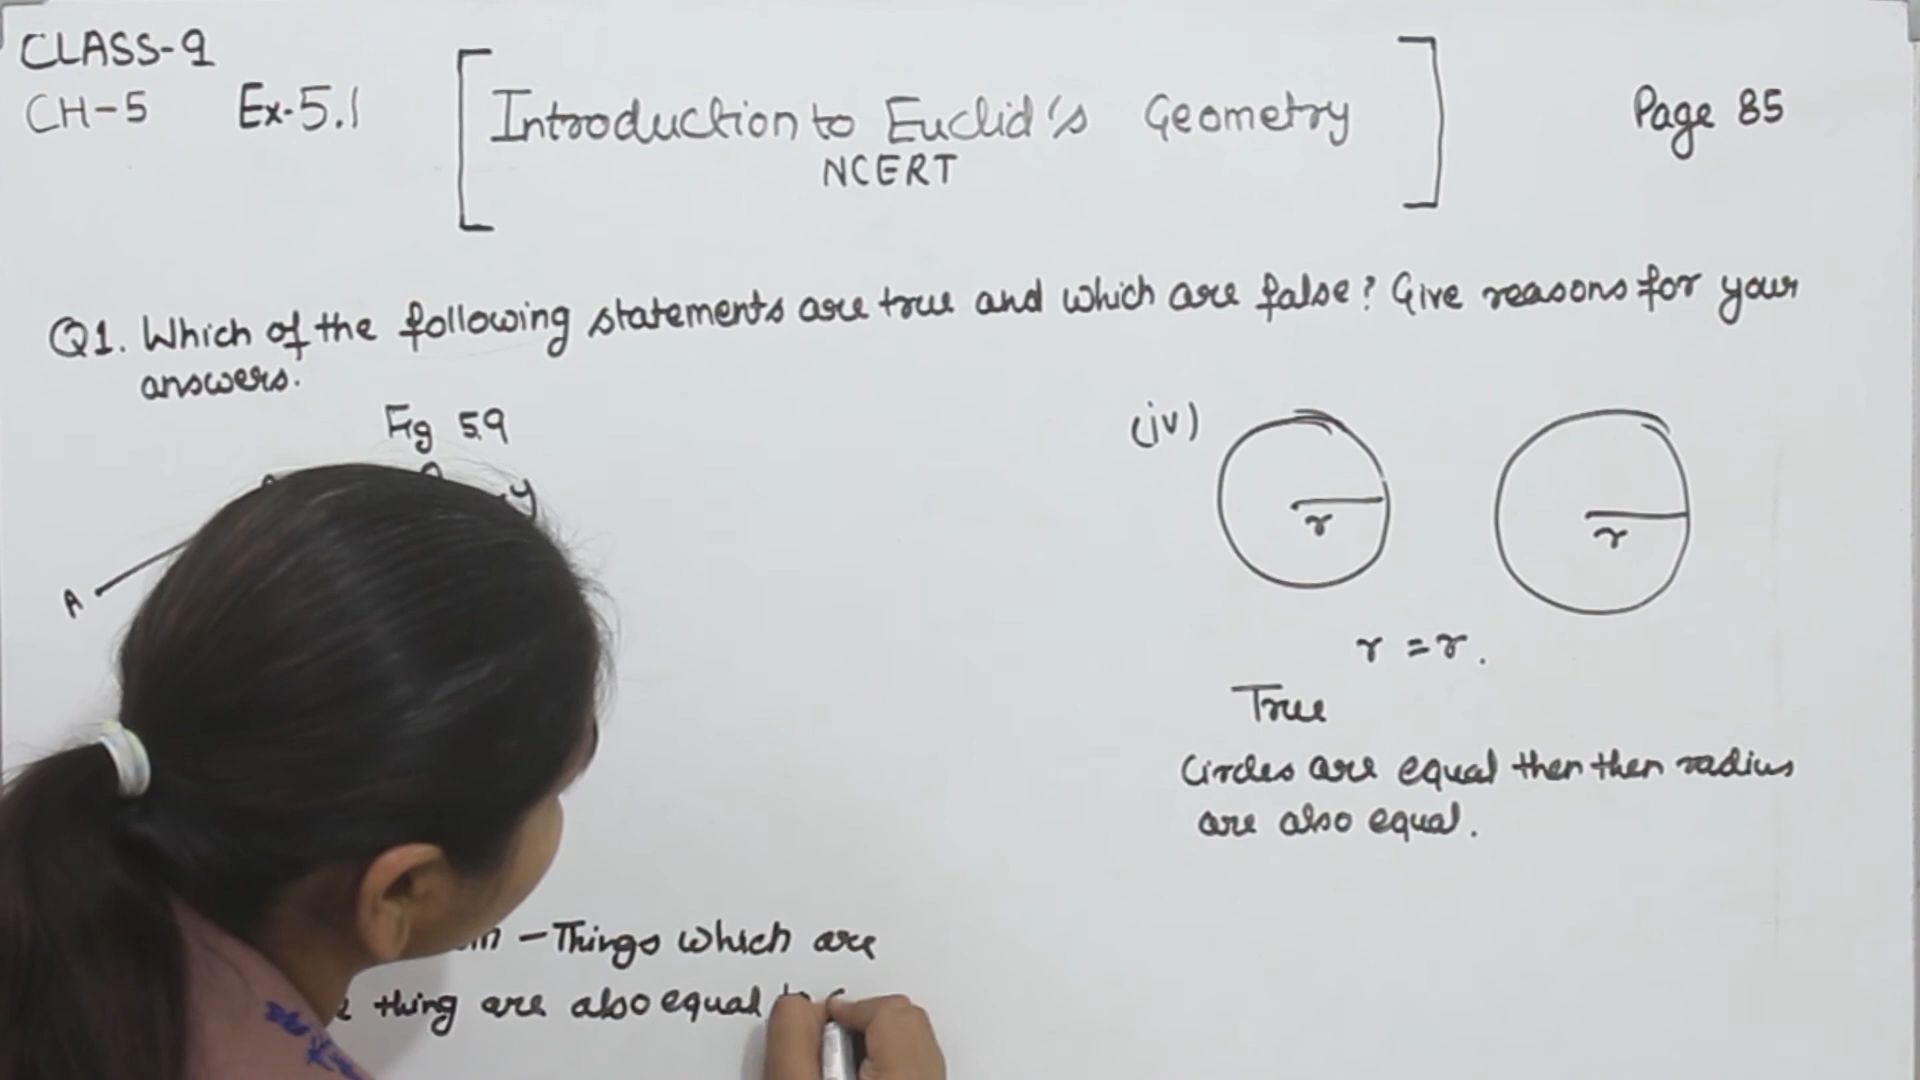 CLASS-9
CH-5 Ex-5.1
Introduction to Euclid's Geometry
NCERT
Page 85
Q1. Which of the following statements are true and which are false? Give reasons for your
answers.
Fig 5.9
A
y
- Things which are
thing are also equal
(iv)
r
r
r = r.
True
Circles are equal then then radius
are also equal.